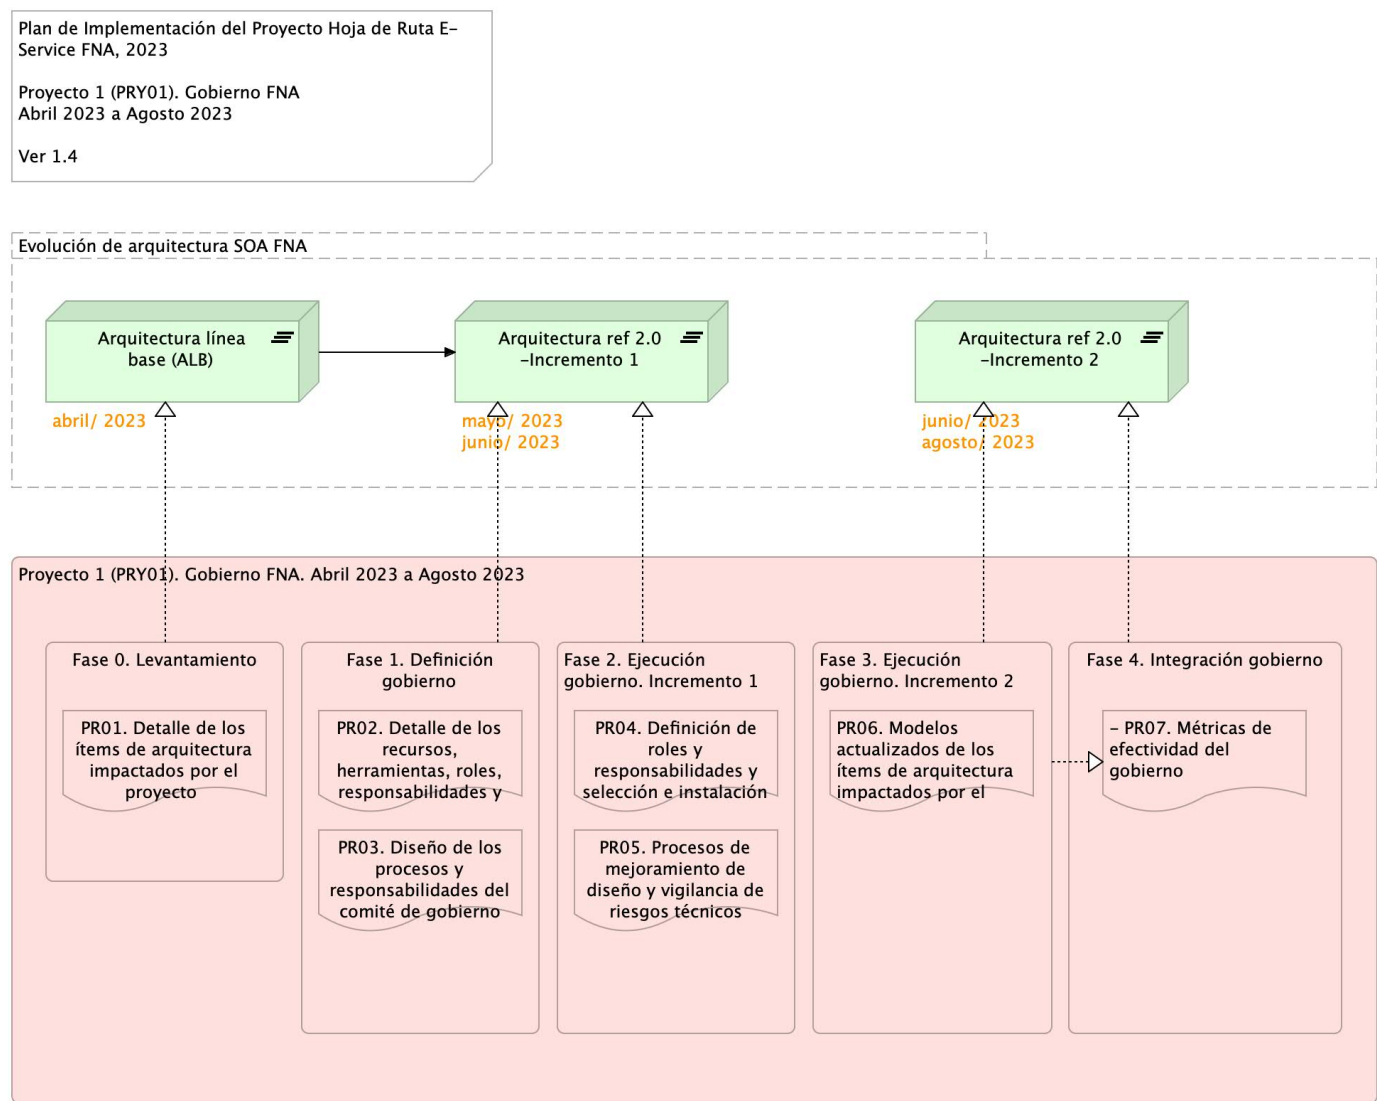 Plan de Implementación del Proyecto Hoja de Ruta E-
Service FNA, 2023
Proyecto 1 (PRY01). Gobierno FNA
Abril 2023 a Agosto 2023
Ver 1.4
Evolución de arquitectura SOA FNA
Arquitectura línea
base (ALB)
Arquitectura ref 2.0
-Incremento 1
Arquitectura ref 2.0
-Incremento 2
abril/ 2023
mayo/ 2023
junio/ 2023
junio/ 2023
agosto/ 2023
Proyecto 1 (PRY01). Gobierno FNA. Abril 2023 a Agosto 2023
Fase 0. Levantamiento
PR01. Detalle de los
ítems de arquitectura
impactados por el
proyecto
Fase 1. Definición
gobierno
PR02. Detalle de los
recursos,
herramientas, roles,
responsabilidades y
PR03. Diseño de los
procesos y
responsabilidades del
comité de gobierno
Fase 2. Ejecución
gobierno. Incremento 1
PR04. Definición de
roles y
responsabilidades y
selección e instalación
PR05. Procesos de
mejoramiento de
diseño y vigilancia de
riesgos técnicos
Fase 3. Ejecución
gobierno. Incremento 2
PR06. Modelos
actualizados de los
ítems de arquitectura
impactados por el
Fase 4. Integración gobierno
- PR07. Métricas de
efectividad del
gobierno